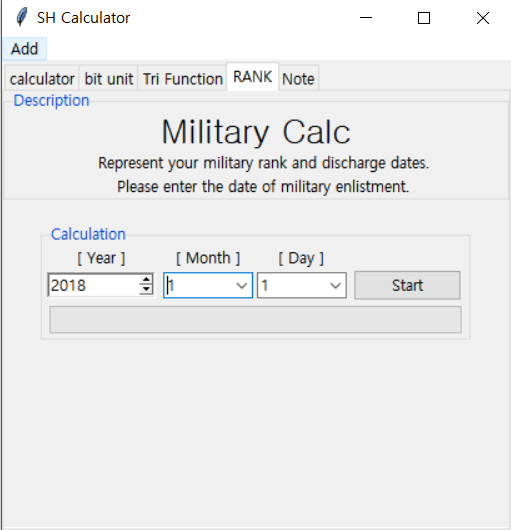 SH Calculator
Add
calculator bit unit Tri Function RANK Note
Description
Military Calc
Represent your military rank and discharge dates.
Please enter the date of military enlistment.
Calculation
[ Year ] [ Month ] [ Day ]
2018 1 1 Start